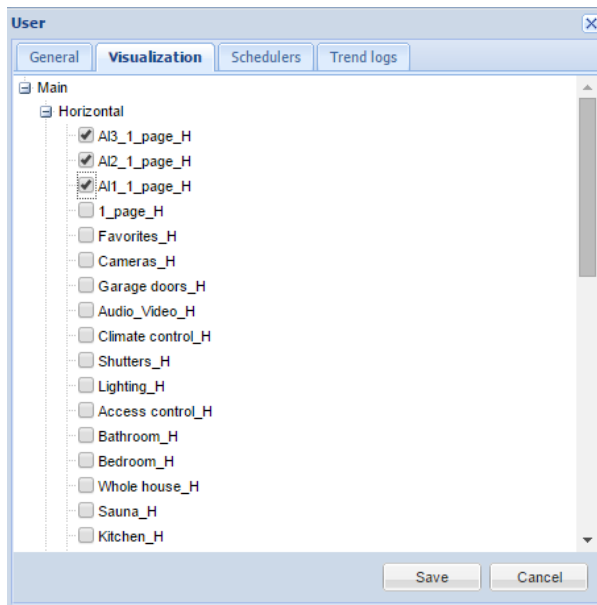 User
General Visualization Schedulers Trend logs
Main
Horizontal
AI3_1_page_H
AI2_1_page_H
AI1_1_page_H
1_page_H
Favorites_H
Cameras_H
Garage doors_H
Audio_Video_H
Climate control_H
Shutters_H
Lighting_H
Access control_H
Bathroom_H
Bedroom_H
Whole house_H
Sauna_H
Kitchen_H
Save Cancel